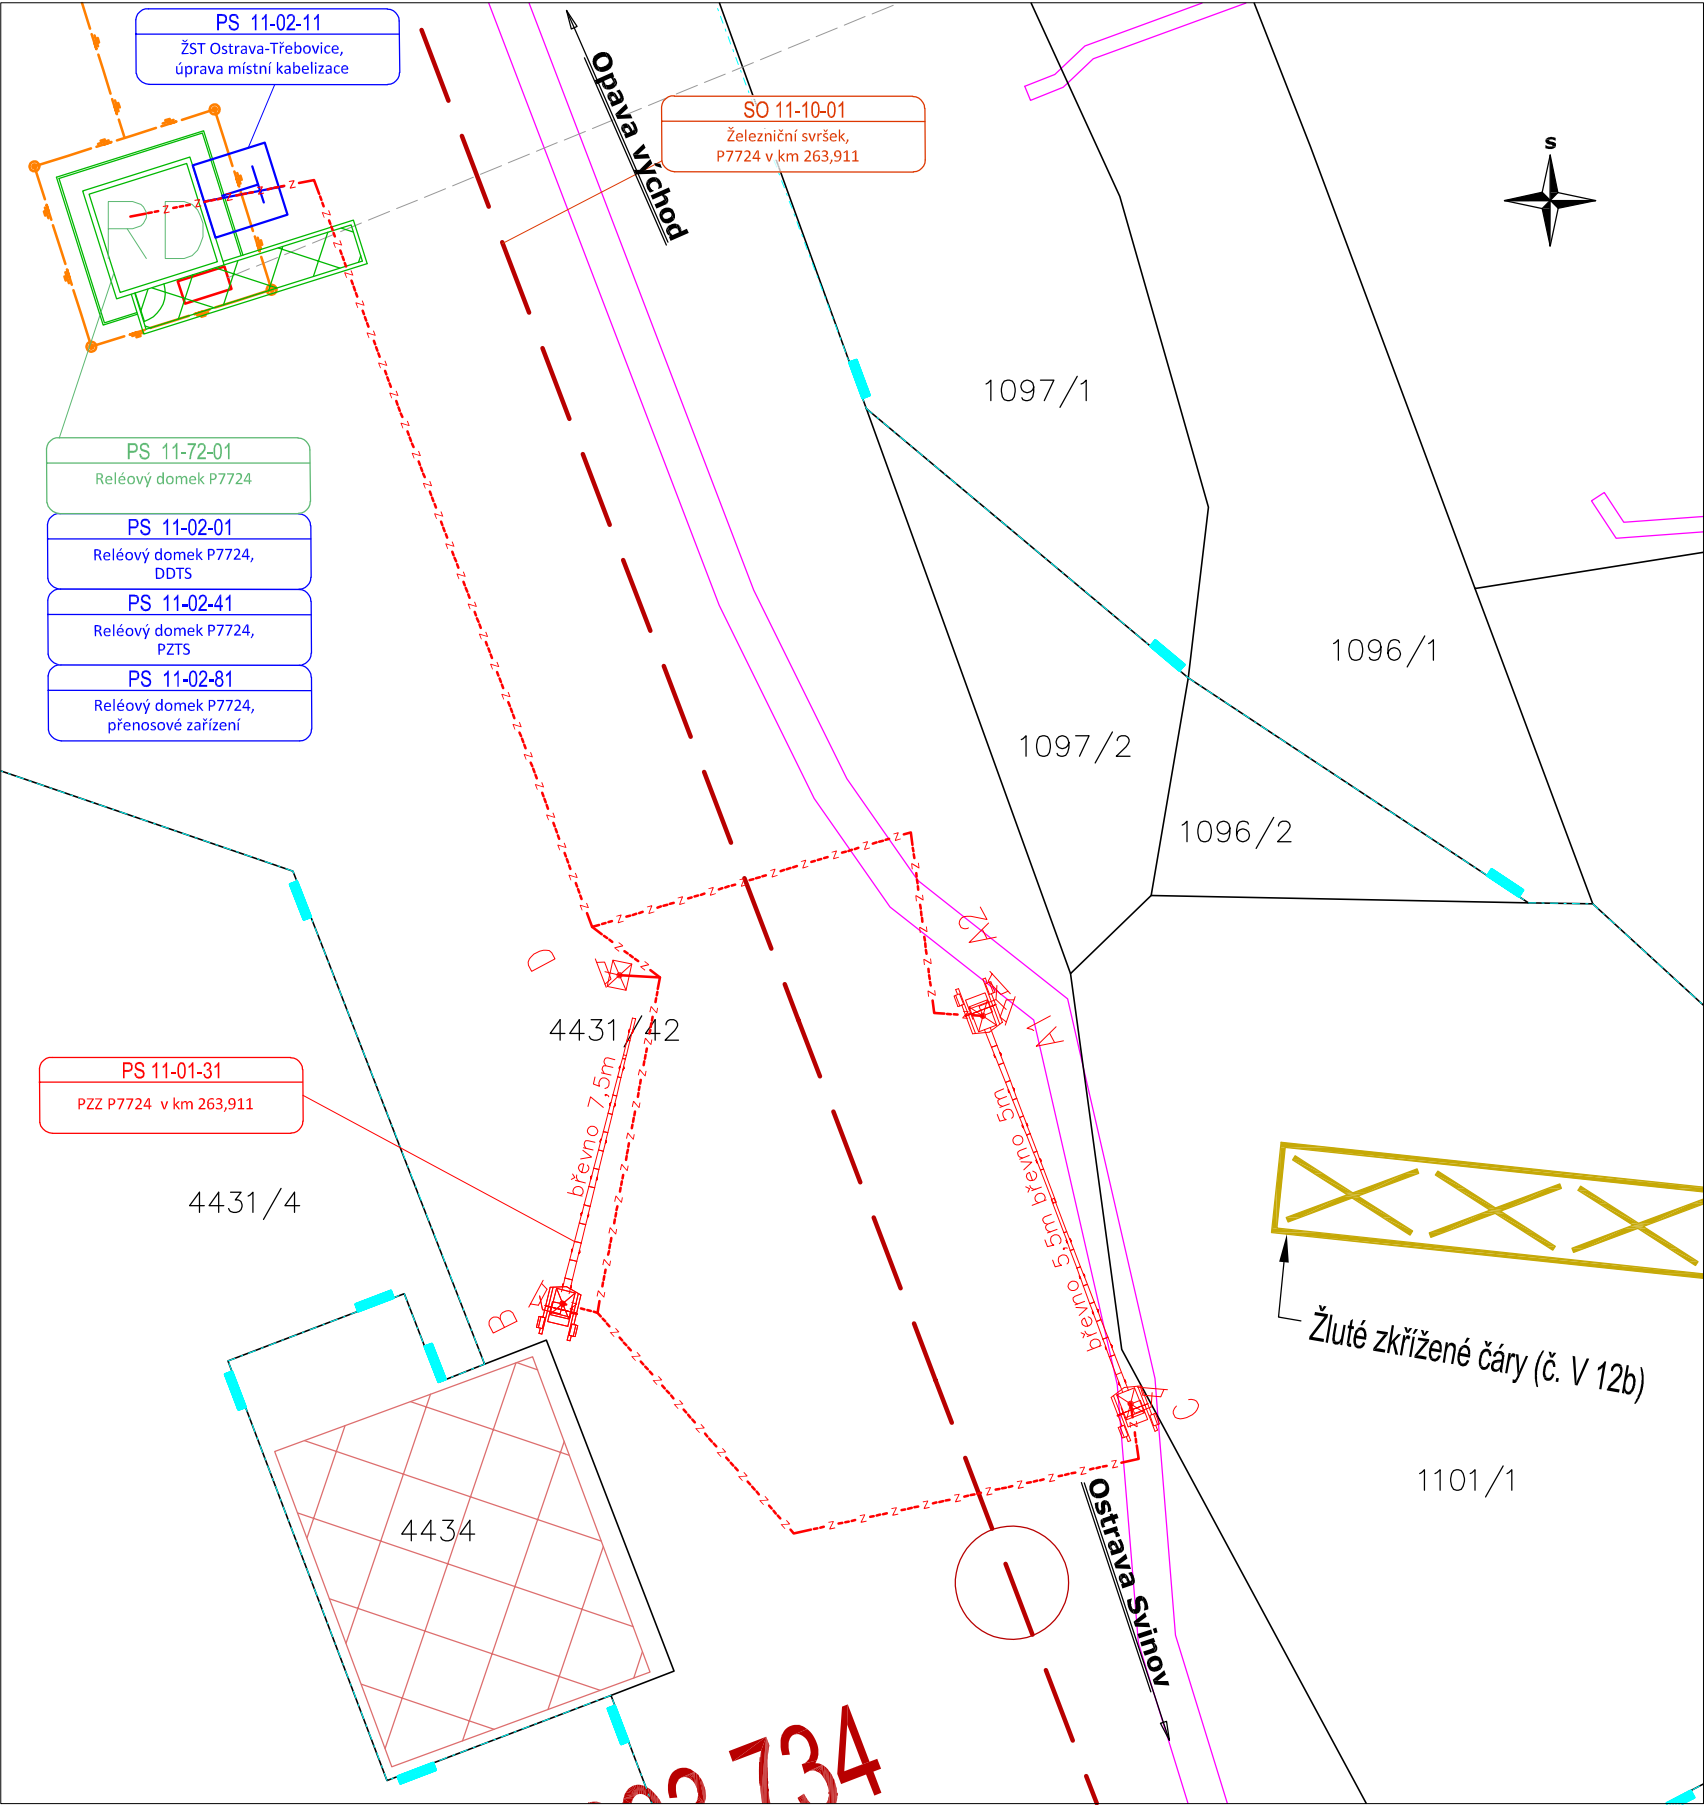 PS 11-02-11
ŽST Ostrava-Třebovice,
úprava místní kabelizace
Opava východ
SO 11-10-01
Železniční svršek,
P7724 v km 263,911
s
RD
1097/1
PS 11-72-01
Reléový domek P7724
PS 11-02-01
Reléový domek P7724,
DDTS
PS 11-02-41
Reléový domek P7724,
PZTS
PS 11-02-81
Reléový domek P7724,
přenosové zařízení
1096/1
1097/2
1096/2
A2
D
4431/42
A1
PS 11-01-31
PZZ P7724 v km 263,911
břevno 7,5m
břevno 5m
břevno 5,5m
4431/4
B
Žluté zkřížené čáry (č. V 12b)
C
1101/1
4434
Ostrava Svinov
734